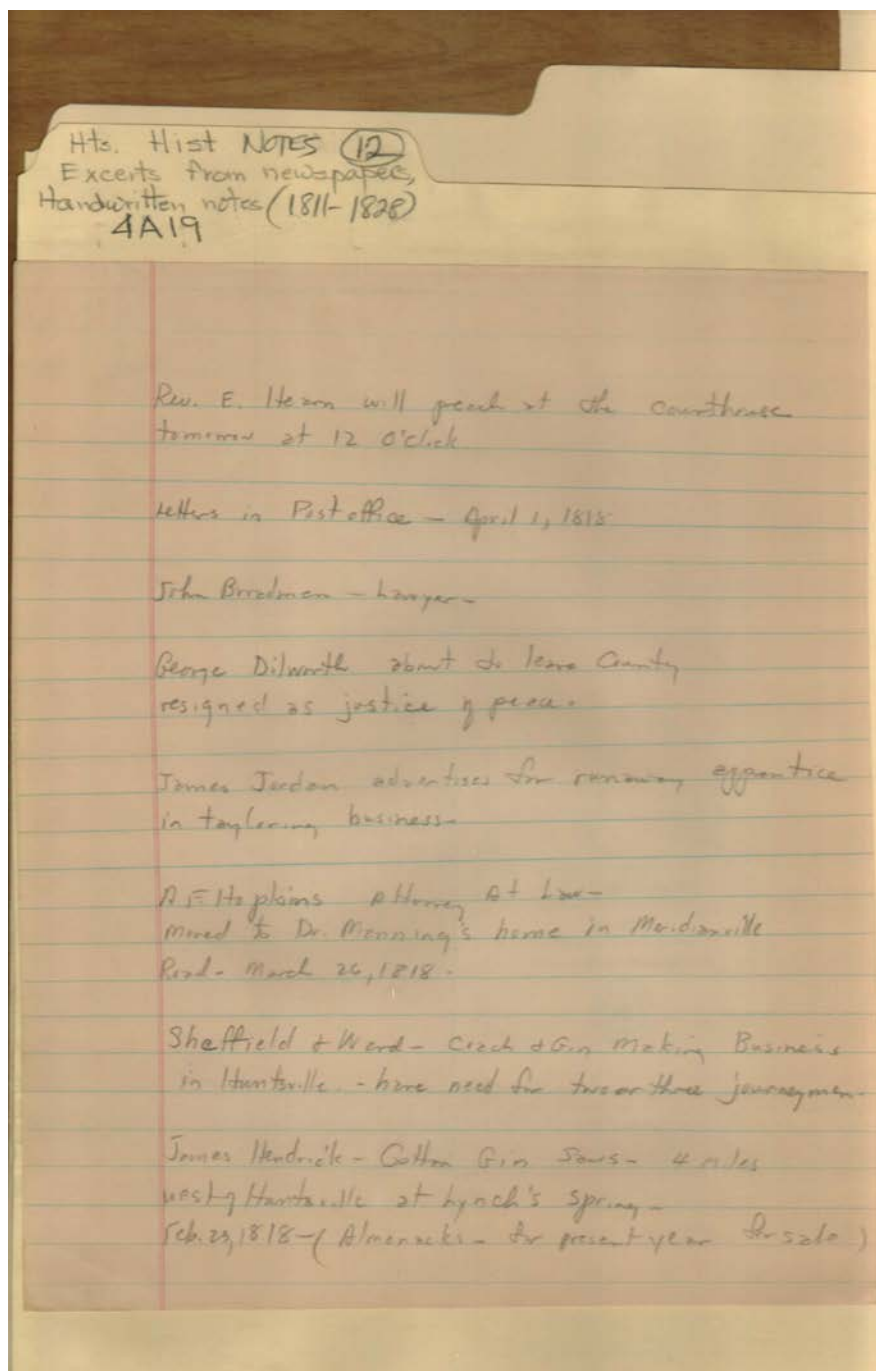 Hts. Hist NOTES 12
Excerts from newspapers,
Handwritten notes (1811-1828)
4A19
Rev. E. Hearn will preach at the Courthouse
tomorrow at 12 O'clock
Letters in Post office - April 1, 1818
John Boardman - Lawyer -
George Dilworth about to leave County
resigned as justice of peace.
James Jordan advertises for runaway apprentice
in tayloring business -
A F Hopkins Attorney At Law -
moved to Dr. Manning's home in Meridianville
Road - March 26, 1818 -
Sheffield & Ward - Coach & Gin Making Business
in Huntsville. - have need for two or three journeymen -
James Hendrick - Cotton Gin Saws - 4 miles
west of Huntsville at Lynch's Spring -
Feb. 23, 1818 - (Almanacks - for present year for sale)